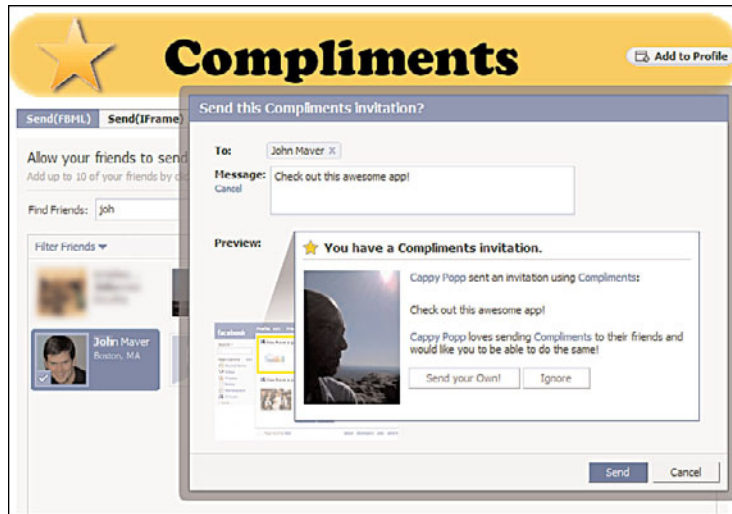 Compliments
Add to Profile
Send(FBML) Send(IFrame)
Send this Compliments invitation?
Allow your friends to send
Add up to 10 of your friends by
Find Friends: joh
Filter Friends
John Maver
Boston, MA
To: John Maver x
Message: Check out this awesome app!
Cancel
Preview:
You have a Compliments invitation.
Cappy Popp sent an invitation using Compliments:
Check out this awesome app!
Cappy Popp loves sending Compliments to their friends and
would like you to be able to do the same!
Send your Own! Ignore
facebook
Send Cancel